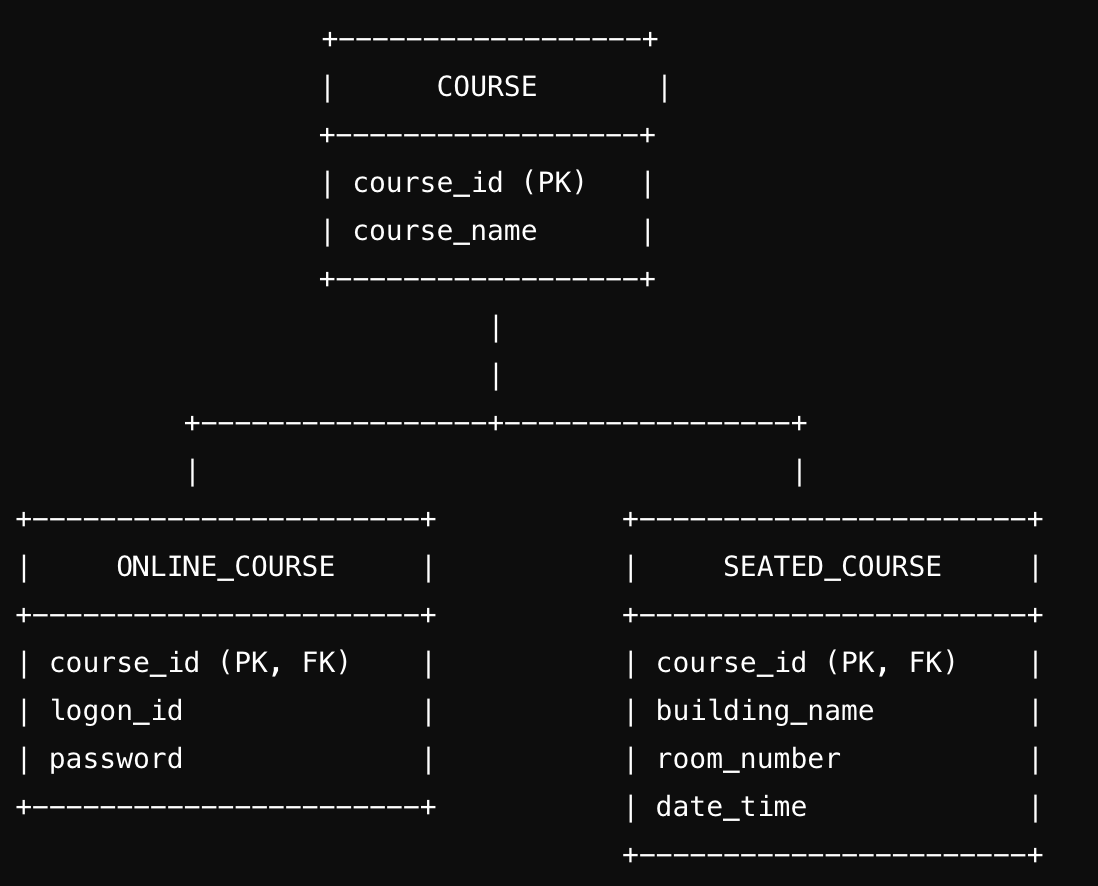 +------------------+
|      COURSE       |
+------------------+
| course_id (PK)   |
| course_name      |
+------------------+
|
|
+-----------------+-----------------+
|                                   |
+-----------------------+           +-----------------------+
|     ONLINE_COURSE     |           |     SEATED_COURSE     |
+-----------------------+           +-----------------------+
| course_id (PK, FK)    |           | course_id (PK, FK)    |
| logon_id              |           | building_name         |
| password              |           | room_number           |
+-----------------------+           | date_time             |
+-----------------------+